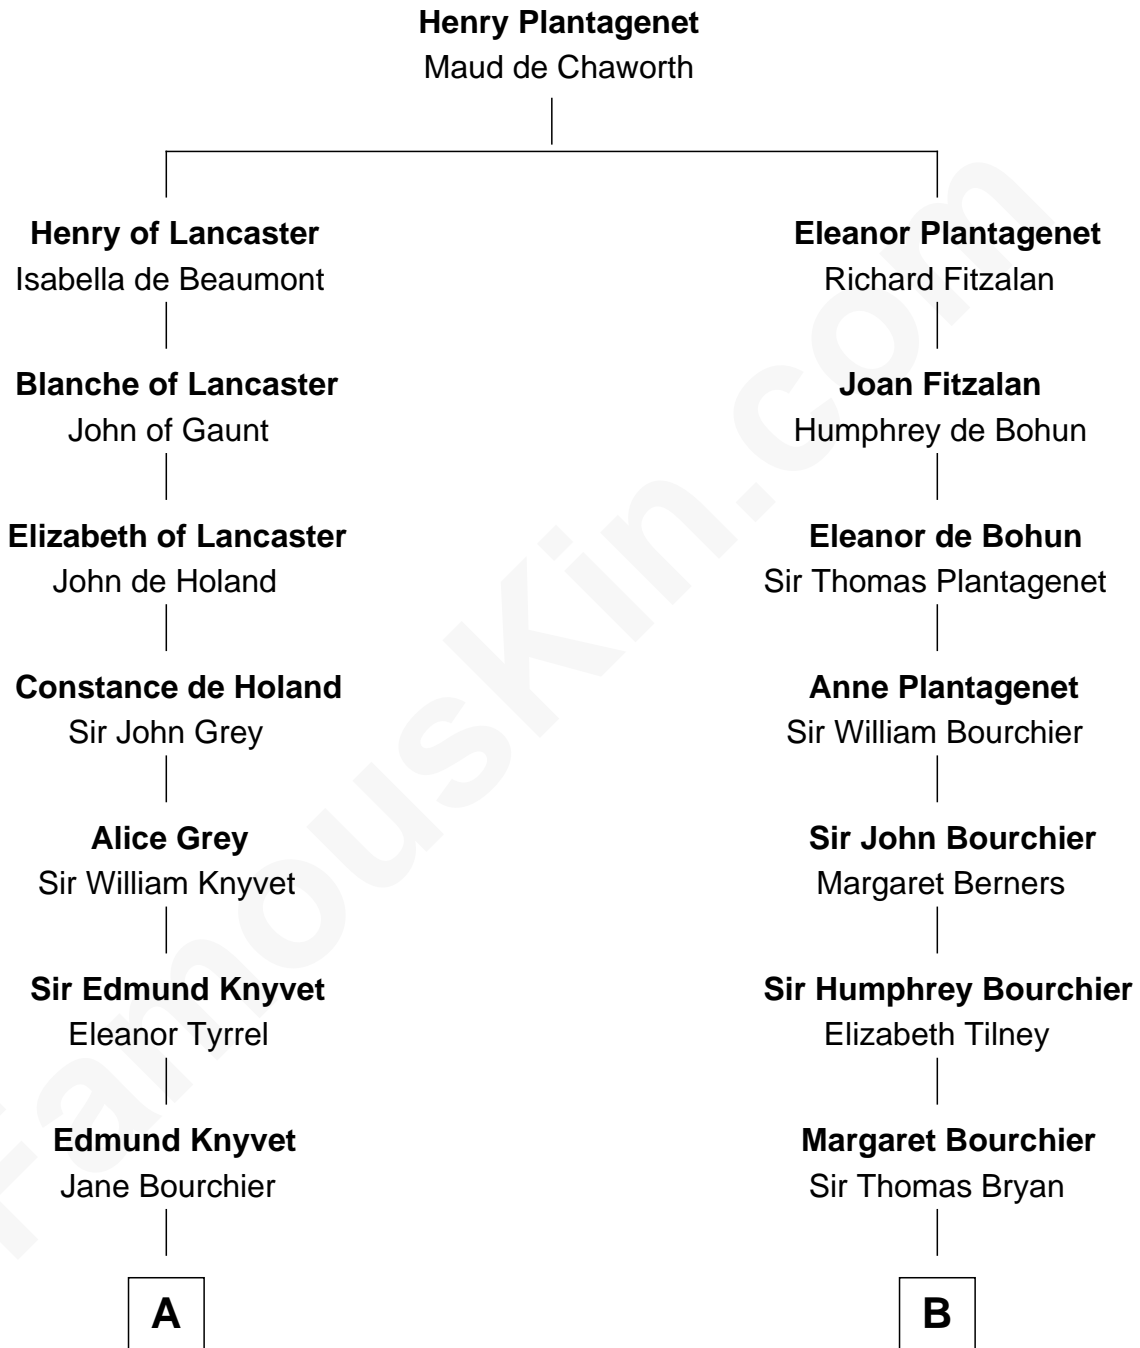 Henry Plantagenet
Maud de Chaworth
Henry of Lancaster
Isabella de Beaumont
Eleanor Plantagenet
Richard Fitzalan
Blanche of Lancaster
John of Gaunt
Joan Fitzalan
Humphrey de Bohun
Elizabeth of Lancaster
John de Holand
Eleanor de Bohun
Sir Thomas Plantagenet
Constance de Holand
Sir John Grey
Anne Plantagenet
Sir William Bourchier
Alice Grey
Sir William Knyvet
Sir John Bourchier
Margaret Berners
Sir Edmund Knyvet
Eleanor Tyrrel
Sir Humphrey Bourchier
Elizabeth Tilney
Edmund Knyvet
Jane Bourchier
Margaret Bourchier
Sir Thomas Bryan
A
B
FamousKin.com